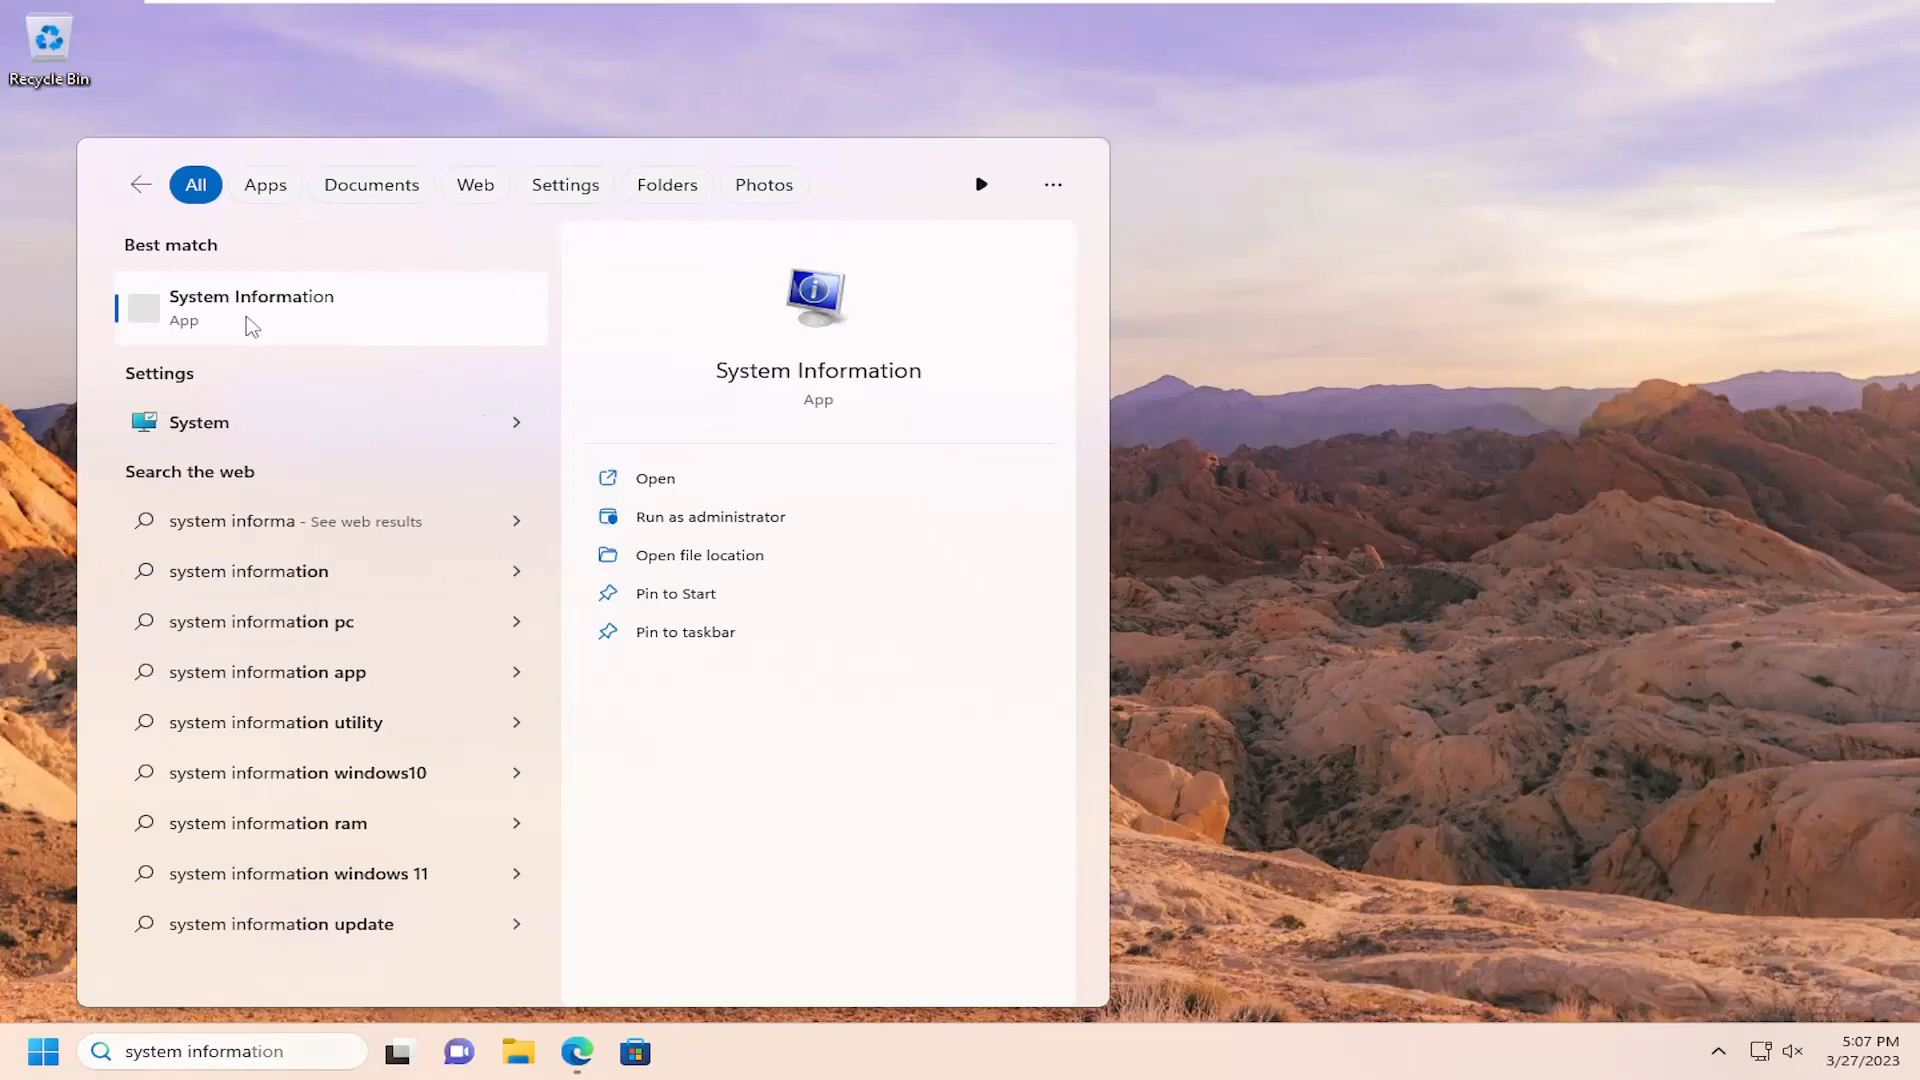 Recycle Bin
All
Apps
Documents
Web
Settings
Folders
Photos
Best match
System Information
App
Settings
System
Search the web
system informa - See web results
system information
system information pc
system information app
system information utility
system information windows10
system information ram
system information windows 11
system information update
System Information
App
Open
Run as administrator
Open file location
Pin to Start
Pin to taskbar
system information
5:07 PM
3/27/2023